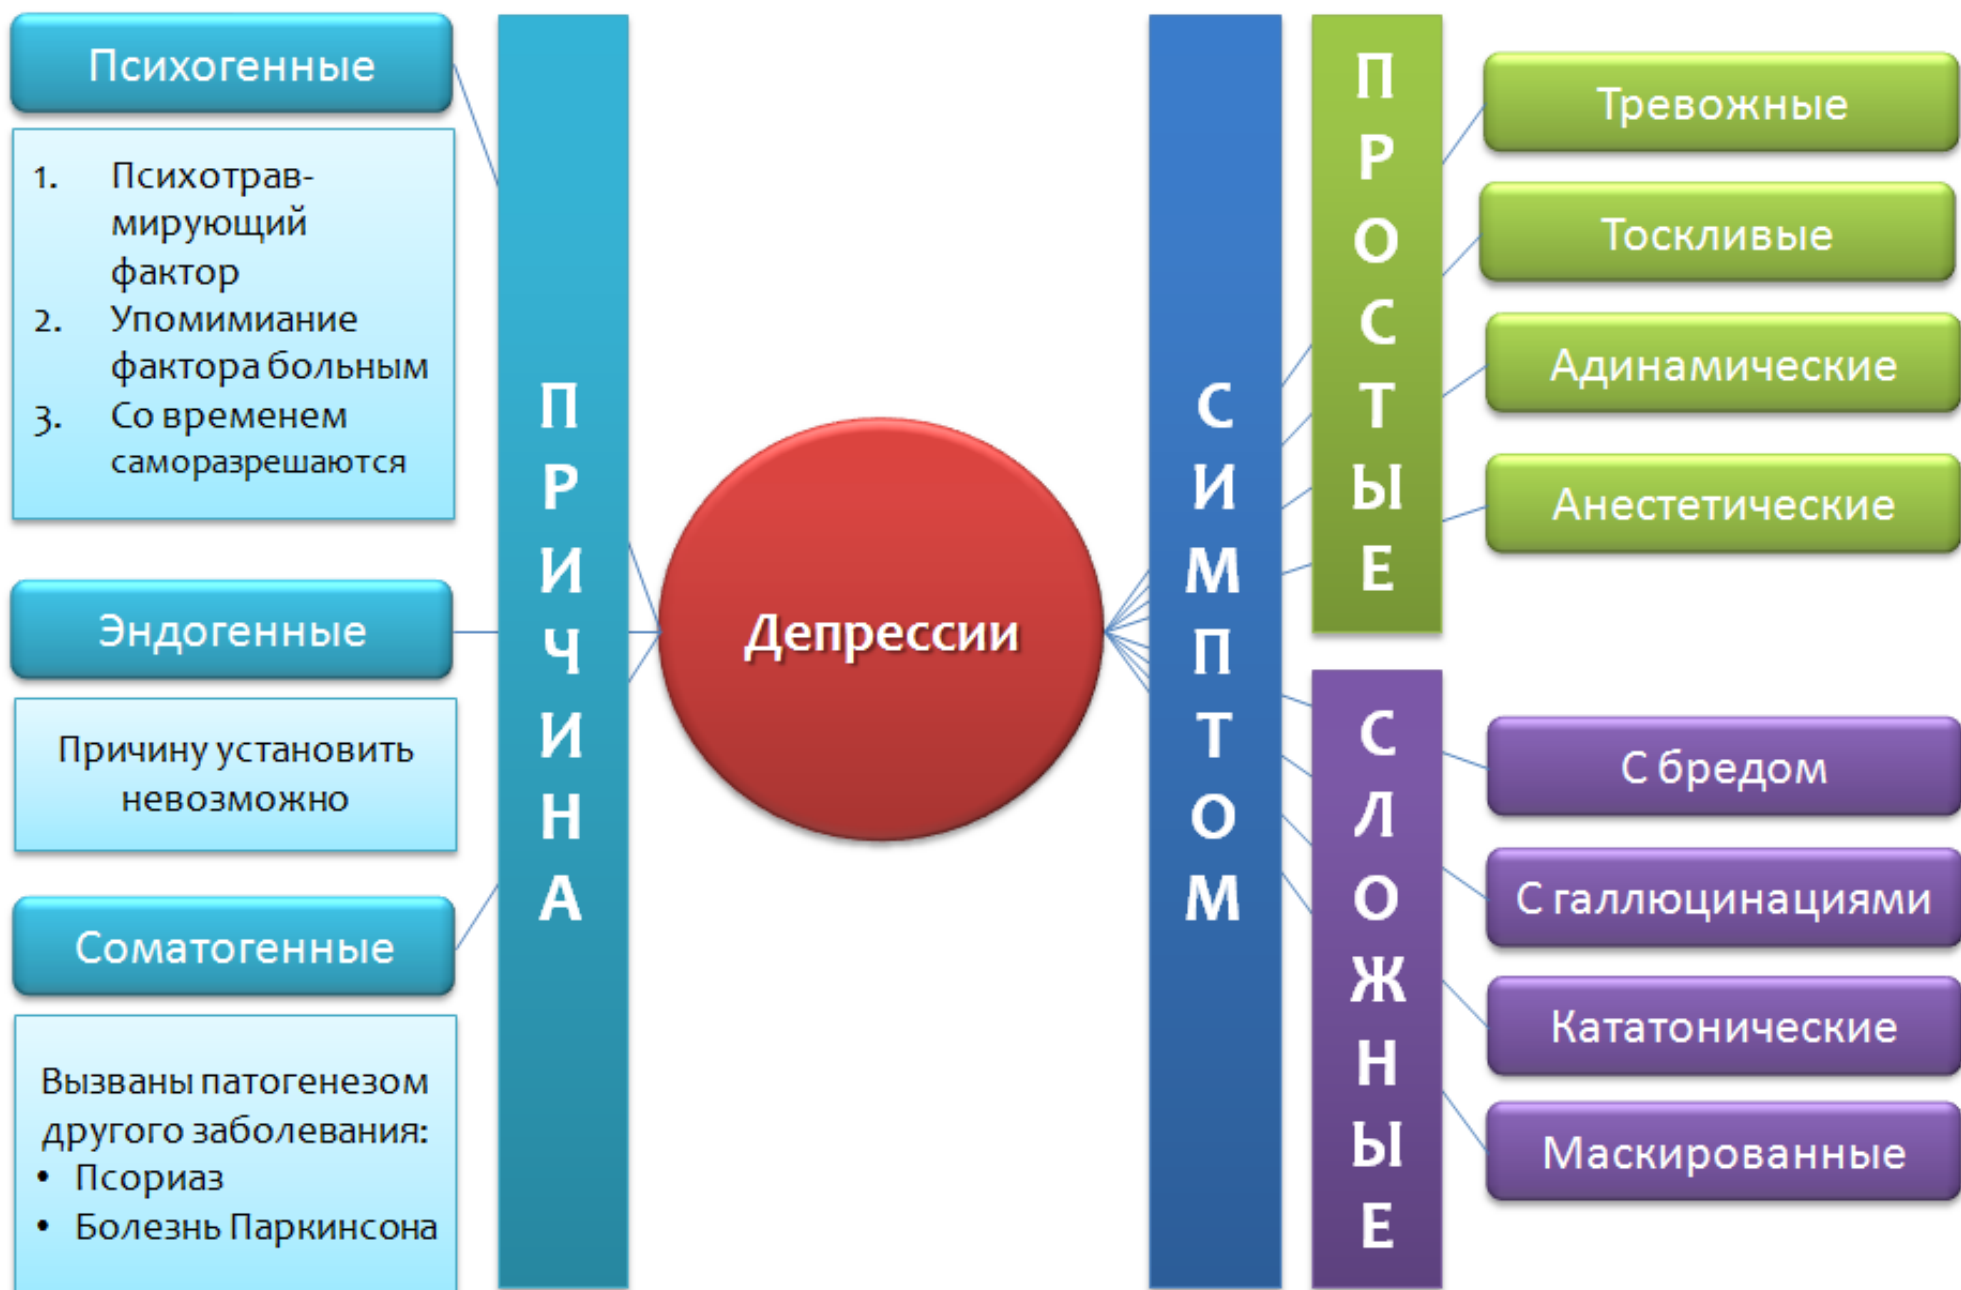 Психогенные
1. Психотрав-
мирующий
фактор
2. Упомимиание
фактора больным
3. Со временем
саморазрешаются
Эндогенные
Причину установить
невозможно
Соматогенные
Вызваны патогенезом
другого заболевания:
• Псориаз
• Болезнь Паркинсона
ПРИЧИНА
Депрессии
СИМПТОМ
ПРОСТЫЕ
Тревожные
Тоскливые
Адинамические
Анестетические
СЛОЖНЫЕ
С бредом
С галлюцинациями
Кататонические
Маскированные